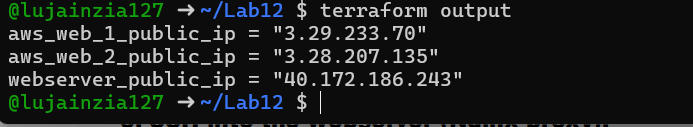 @lujainzia127 → ~/Lab12 $ terraform output
aws_web_1_public_ip = "3.29.233.70"
aws_web_2_public_ip = "3.28.207.135"
webserver_public_ip = "40.172.186.243"
@lujainzia127 → ~/Lab12 $